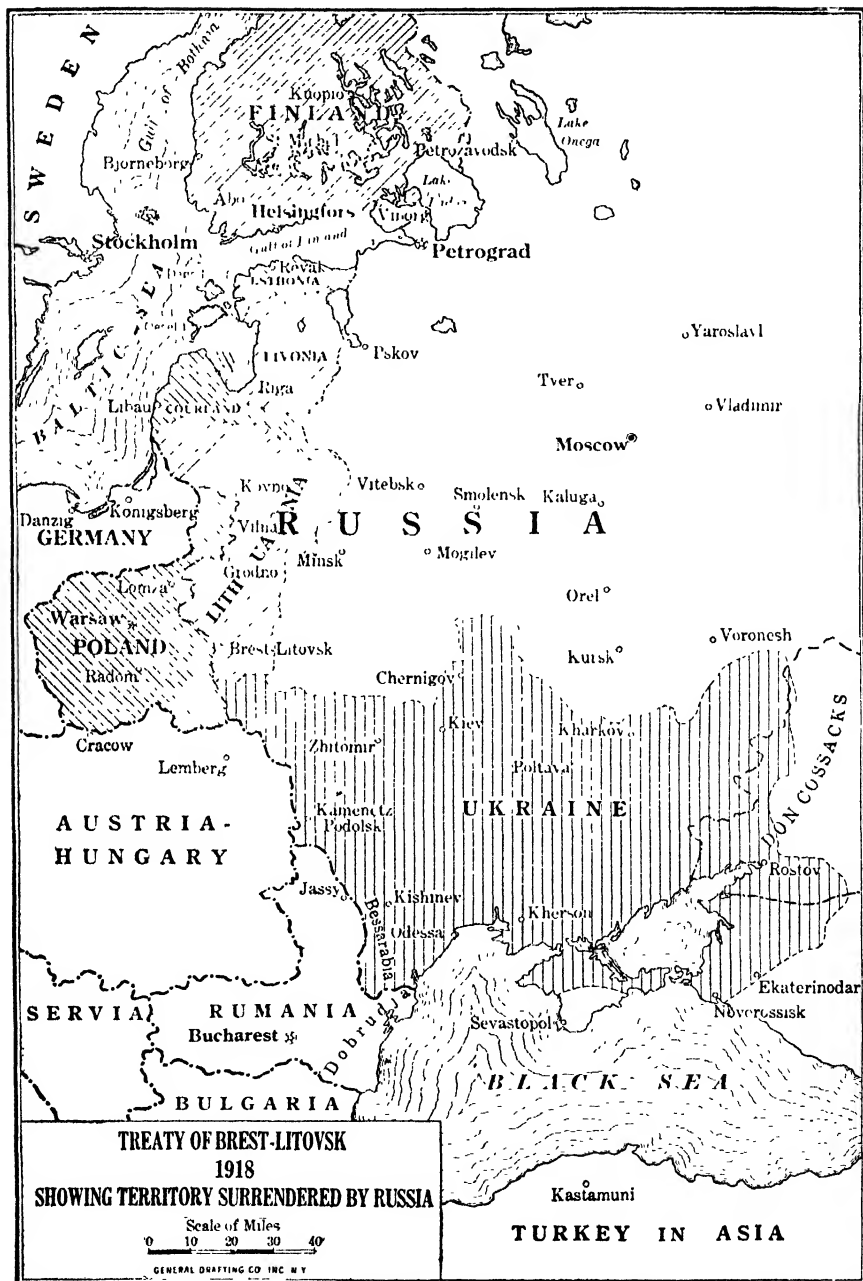 SWEDEN
Gulf of Bothnia
Kuopio
FINLAND
Bjorneborg
Petrozavodsk
Lake Onega
Lake
Abo
Helsingfors
Viborg
Stockholm
Gulf of Finland
Petrograd
Reval
ESTHONIA
BALTIC SEA
Pskov
LIVONIA
Riga
Yaroslavl
Tver
Vladimir
Libau
COURLAND
Moscow
Kovno
Vitebsk
Smolensk
Kaluga
Danzig
Konigsberg
GERMANY
Vilna
RUSSIA
LITHUANIA
Minsk
Mogilev
Grodno
Lomza
Orel
Warsaw
POLAND
Brest-Litovsk
Voronesh
Kursk
Radom
Chernigov
Kiev
Kharkov
Cracow
Zhitomir
Lemberg
Poltava
DON COSSACKS
AUSTRIA-
HUNGARY
Kamenetz
Podolsk
UKRAINE
Rostov
Jassy
Kishinev
Bessarabia
Kherson
Odessa
Ekaterinodar
SERVIA
RUMANIA
Dobrudja
Novorossisk
Bucharest
Sevastopol
BLACK SEA
BULGARIA
TREATY OF BREST-LITOVSK
1918
SHOWING TERRITORY SURRENDERED BY RUSSIA
Scale of Miles
0 10 20 30 40
GENERAL DRAFTING CO INC N Y
Kastamuni
TURKEY IN ASIA